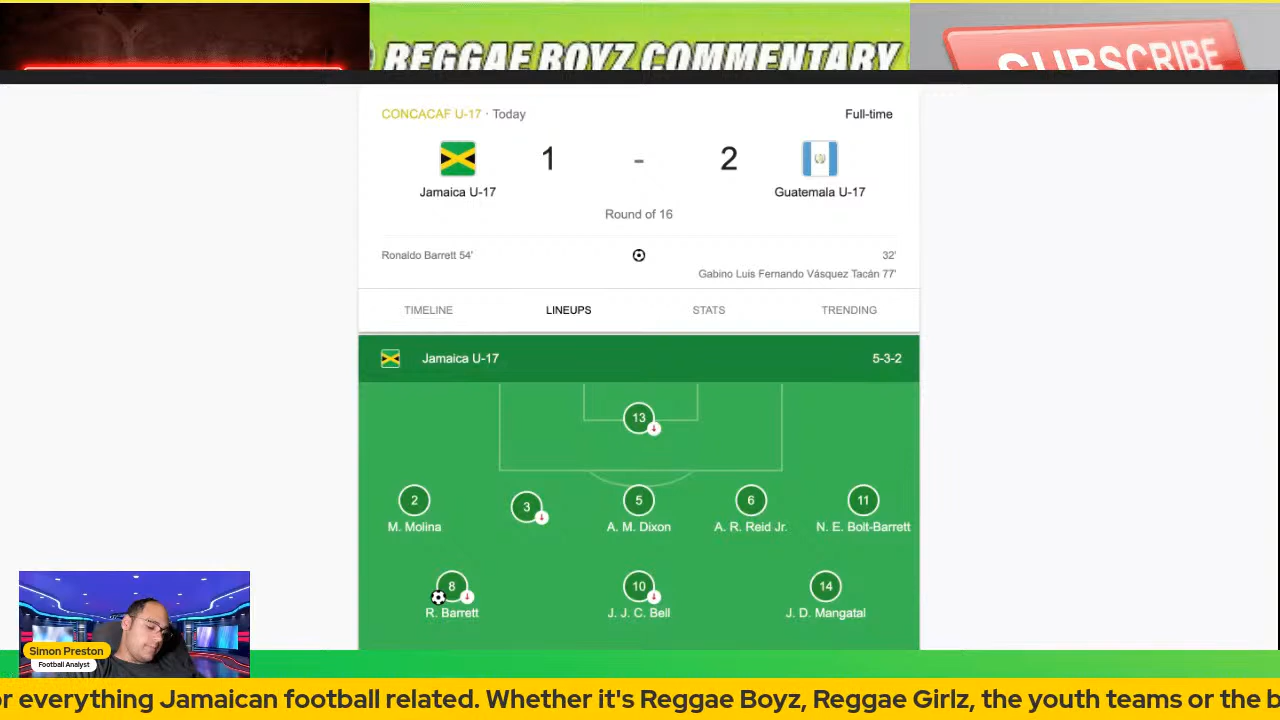 REGGAE BOYZ COMMENTARY
SUBSCRIBE
CONCACAF U-17 · Today
Full-time
1 - 2
Jamaica U-17
Guatemala U-17
Round of 16
Ronaldo Barrett 54'
32'
Gabino Luis Fernando Vásquez Tacán 77'
TIMELINE
LINEUPS
STATS
TRENDING
Jamaica U-17
5-3-2
13
2
3
5
6
11
M. Molina
A. M. Dixon
A. R. Reid Jr.
N. E. Bolt-Barrett
8
10
14
R. Barrett
J. J. C. Bell
J. D. Mangatal
Simon Preston
Football Analyst
or everything Jamaican football related. Whether it's Reggae Boyz, Reggae Girlz, the youth teams or the b